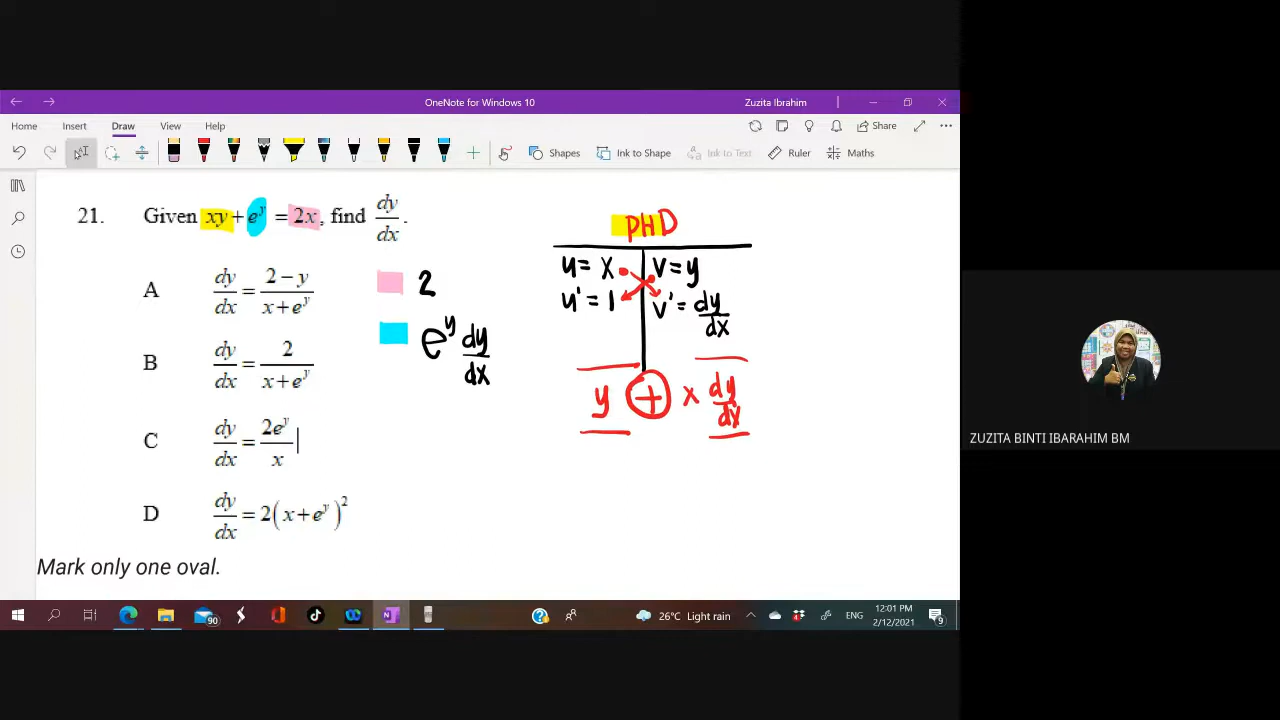 OneNote for Windows 10
Zuzita Ibrahim
Home Insert Draw View Help
Share
Shapes
Ink to Shape
Ink to Text
Ruler
Maths
21. Given xy + e^y = 2x, find dy/dx.
A dy/dx = (2 − y)/(x + e^y)
B dy/dx = 2/(x + e^y)
C dy/dx = 2e^y/x
D dy/dx = 2(x + e^y)^2
Mark only one oval.
2
e^y dy/dx
PHD
u = x v = y
u' = 1 v' = dy/dx
y + x dy/dx
ZUZITA BINTI IBARAHIM BM
90
26°C Light rain
4
ENG
12:01 PM
2/12/2021
9